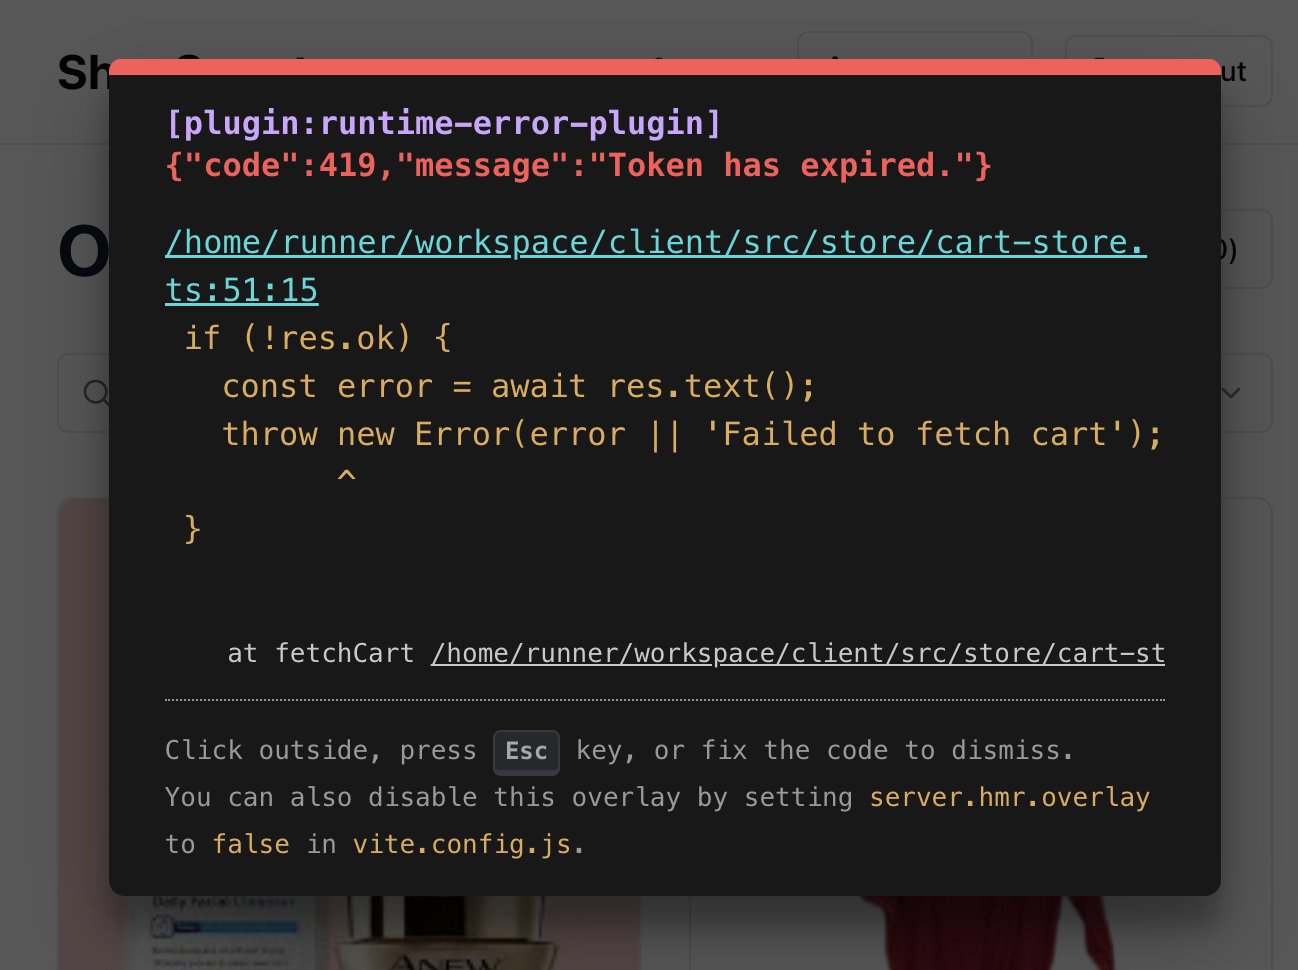 Sh
ut
[plugin:runtime-error-plugin]
{"code":419,"message":"Token has expired."}
O
0)
/home/runner/workspace/client/src/store/cart-store.
ts:51:15
if (!res.ok) {
const error = await res.text();
throw new Error(error || 'Failed to fetch cart');
^
}
at fetchCart /home/runner/workspace/client/src/store/cart-st
Click outside, press Esc key, or fix the code to dismiss.
You can also disable this overlay by setting server.hmr.overlay
to false in vite.config.js.
Daily Facial Cleanser
ANEW